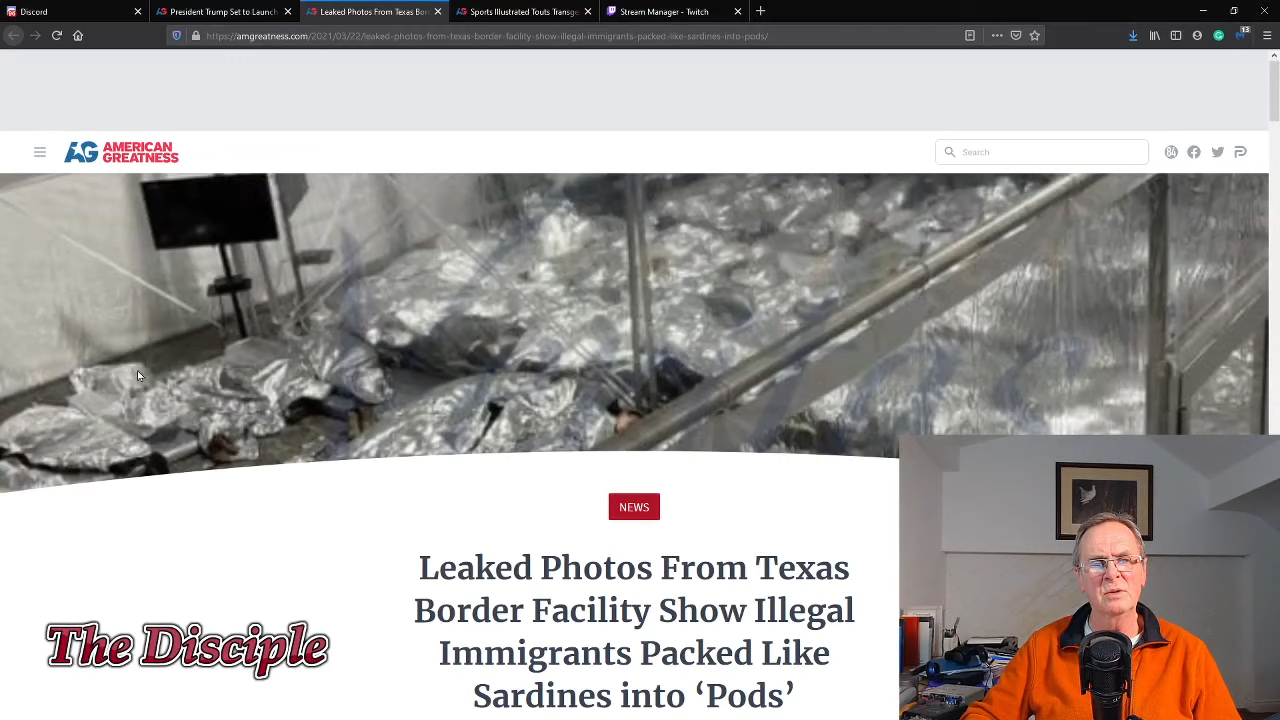 Discord
President Trump Set to Launch
Leaked Photos From Texas Bor
Sports Illustrated Touts Transge
Stream Manager - Twitch
https://amgreatness.com/2021/03/22/leaked-photos-from-texas-border-facility-show-illegal-immigrants-packed-like-sardines-into-pods/
13
AG AMERICAN
GREATNESS
Search
NEWS
Leaked Photos From Texas
Border Facility Show Illegal
Immigrants Packed Like
Sardines into ‘Pods’
The Disciple